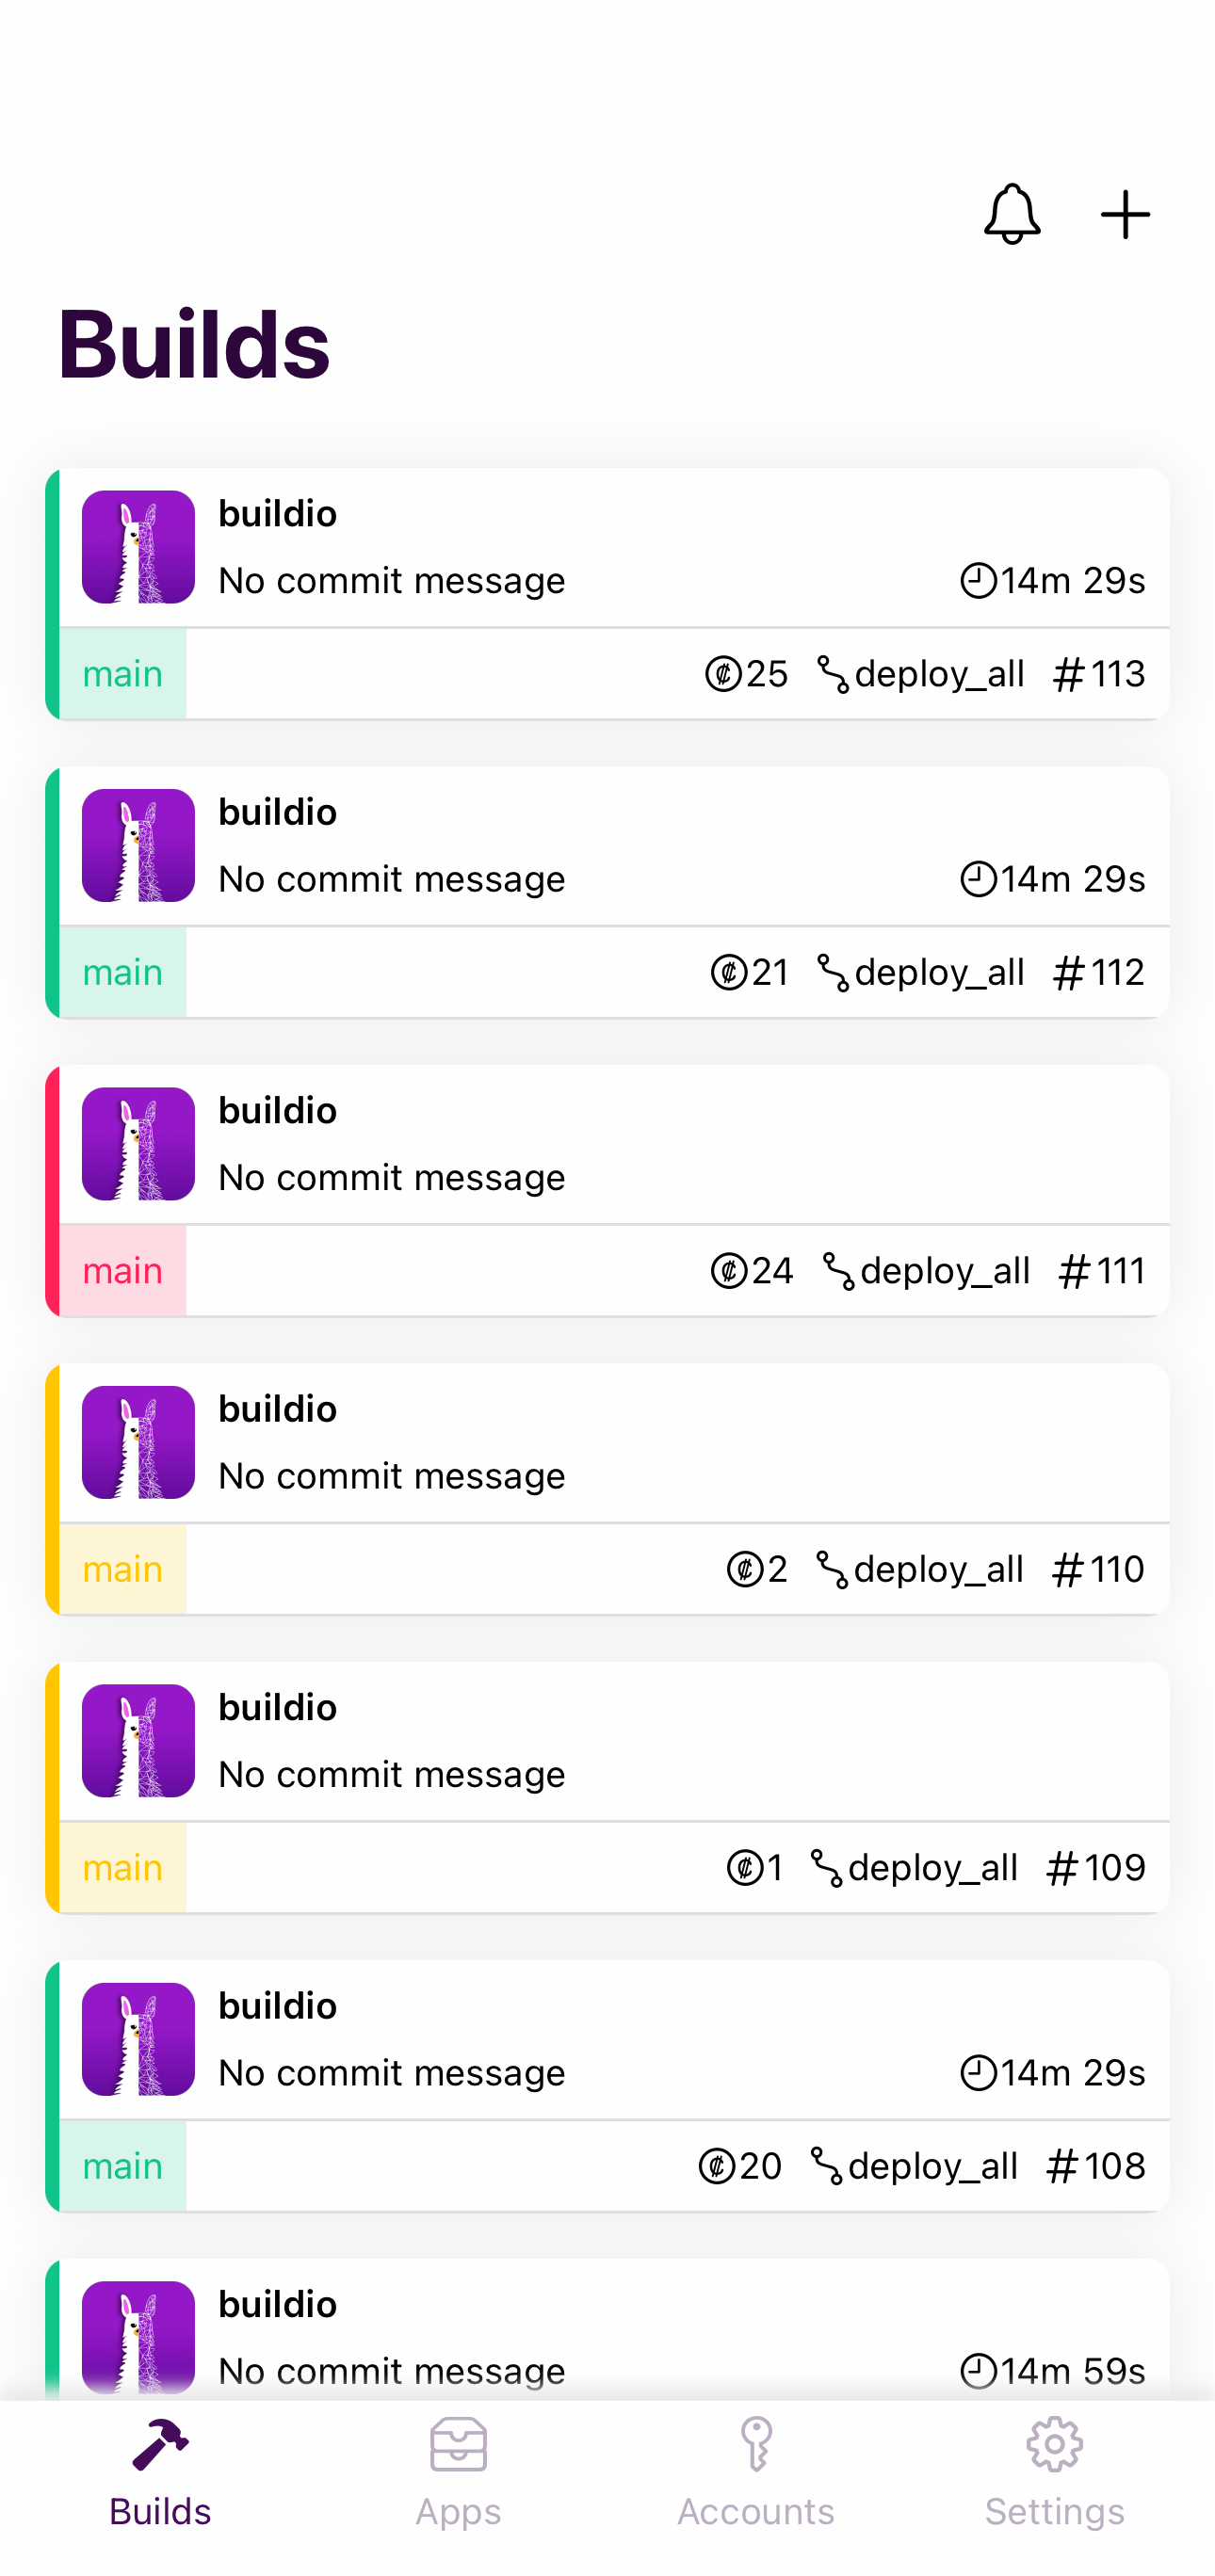 Builds
buildio
No commit message 14m 29s
main 25 deploy_all #113
buildio
No commit message 14m 29s
main 21 deploy_all #112
buildio
No commit message
main 24 deploy_all #111
buildio
No commit message
main 2 deploy_all #110
buildio
No commit message
main 1 deploy_all #109
buildio
No commit message 14m 29s
main 20 deploy_all #108
buildio
No commit message 14m 59s
Builds Apps Accounts Settings